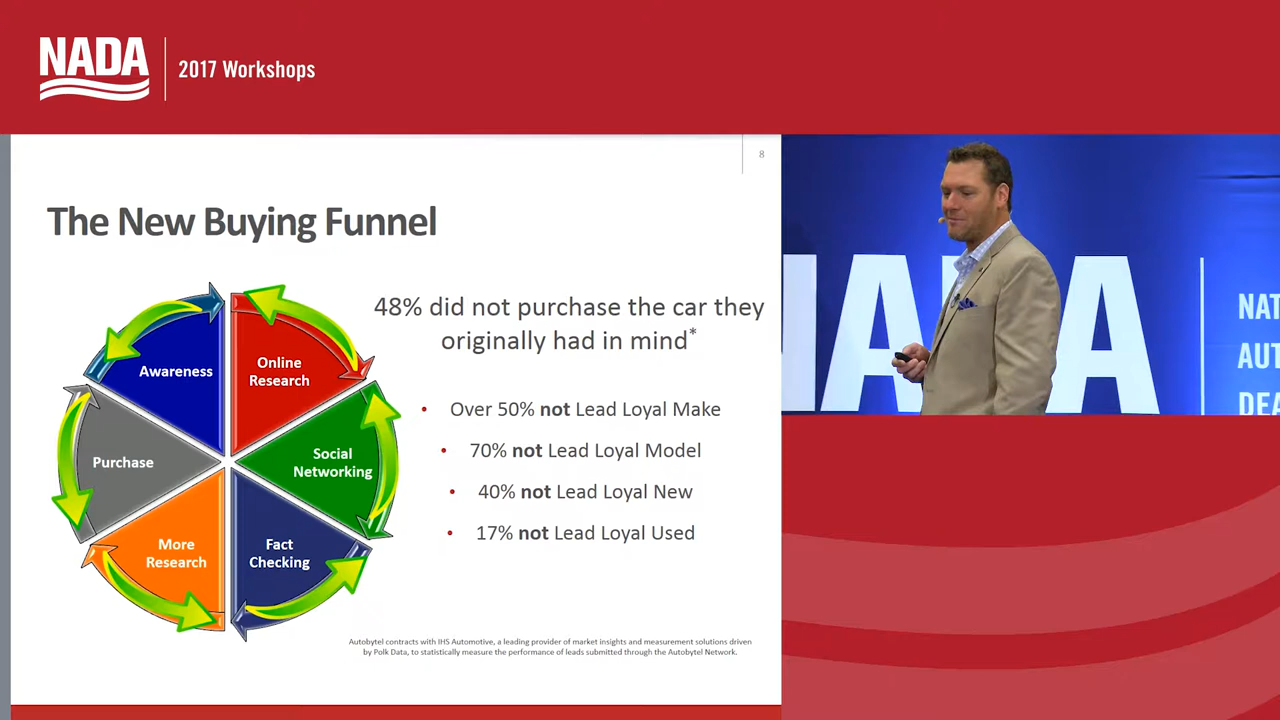 NADA
2017 Workshops
8
The New Buying Funnel
48% did not purchase the car they
originally had in mind*
Awareness
Online
Research
Social
Networking
Fact
Checking
More
Research
Purchase
• Over 50% not Lead Loyal Make
• 70% not Lead Loyal Model
• 40% not Lead Loyal New
• 17% not Lead Loyal Used
Autobytel contracts with IHS Automotive, a leading provider of market insights and measurement solutions driven
by Polk Data, to statistically measure the performance of leads submitted through the Autobytel Network.
NADA
NAT
AUT
DEA